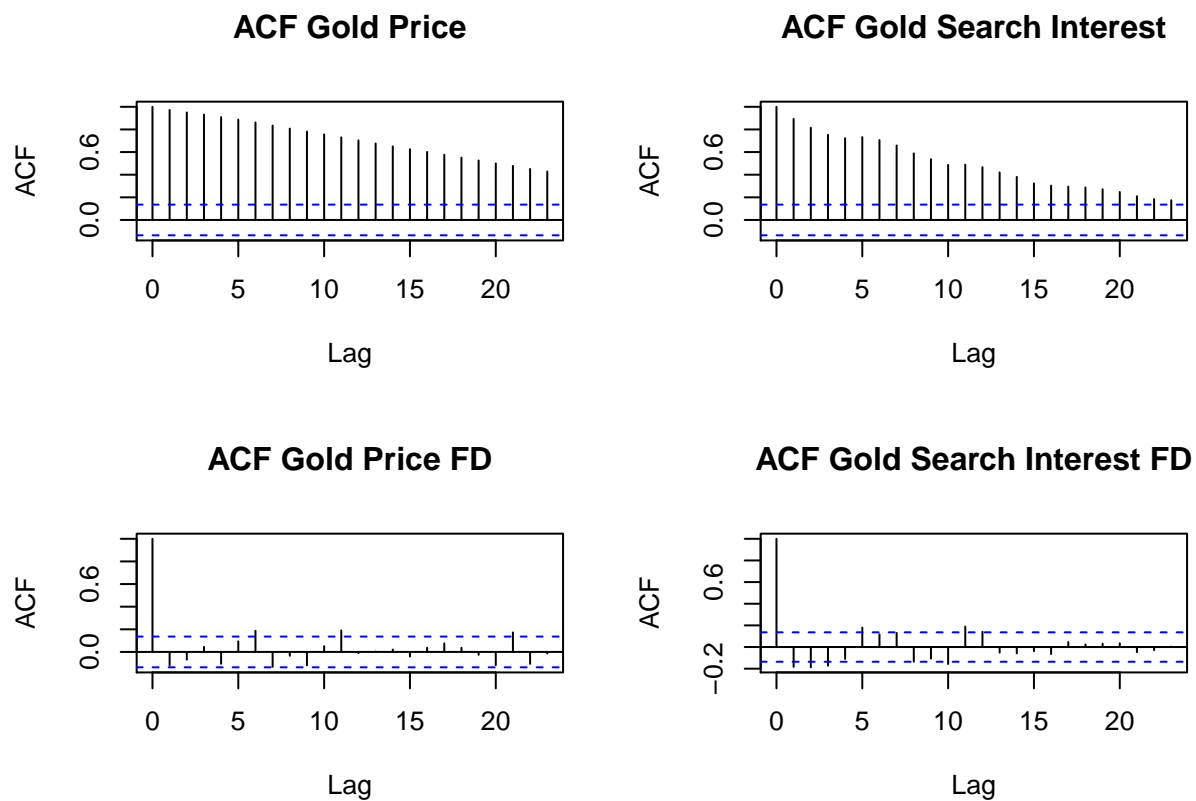 ACF Gold Price
ACF
0.0 0.6
0 5 10 15 20
Lag
ACF Gold Search Interest
ACF
0.0 0.6
0 5 10 15 20
Lag
ACF Gold Price FD
ACF
0.0 0.6
0 5 10 15 20
Lag
ACF Gold Search Interest FD
ACF
−0.2 0.6
0 5 10 15 20
Lag